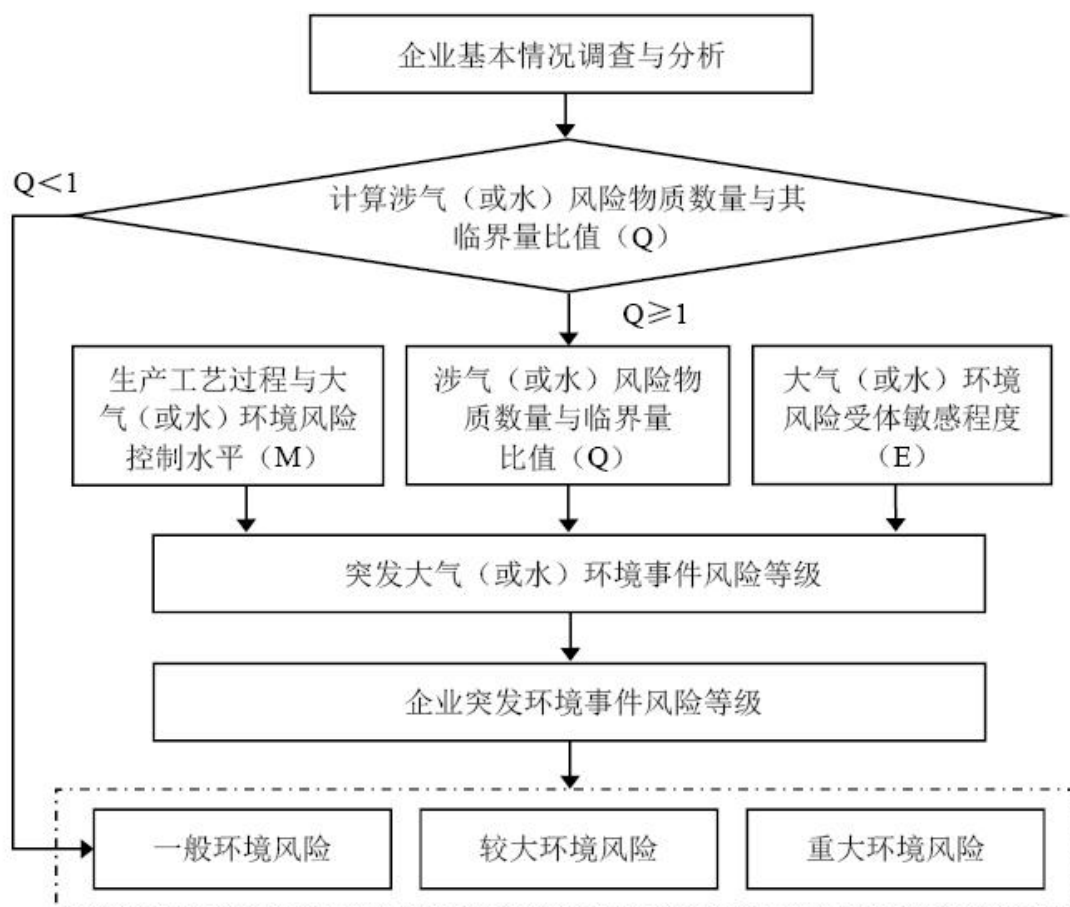 企业基本情况调查与分析
Q＜1
计算涉气（或水）风险物质数量与其
临界量比值（Q）
Q≥1
生产工艺过程与大
气（或水）环境风险
控制水平（M）
涉气（或水）风险物
质数量与临界量
比值（Q）
大气（或水）环境
风险受体敏感程度
（E）
突发大气（或水）环境事件风险等级
企业突发环境事件风险等级
一般环境风险
较大环境风险
重大环境风险